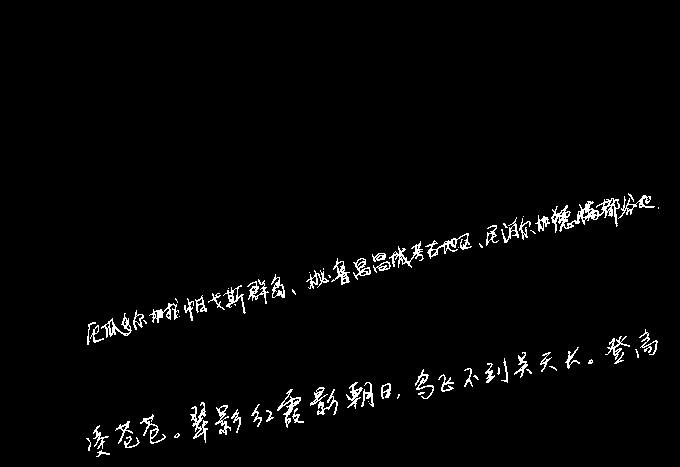 厄瓜多尔加拉帕戈斯群岛、秘鲁昌昌城考古地区、尼泊尔加德满都谷地.
凌苍苍。翠影红霞影朝日,鸟飞不到吴天长。登高